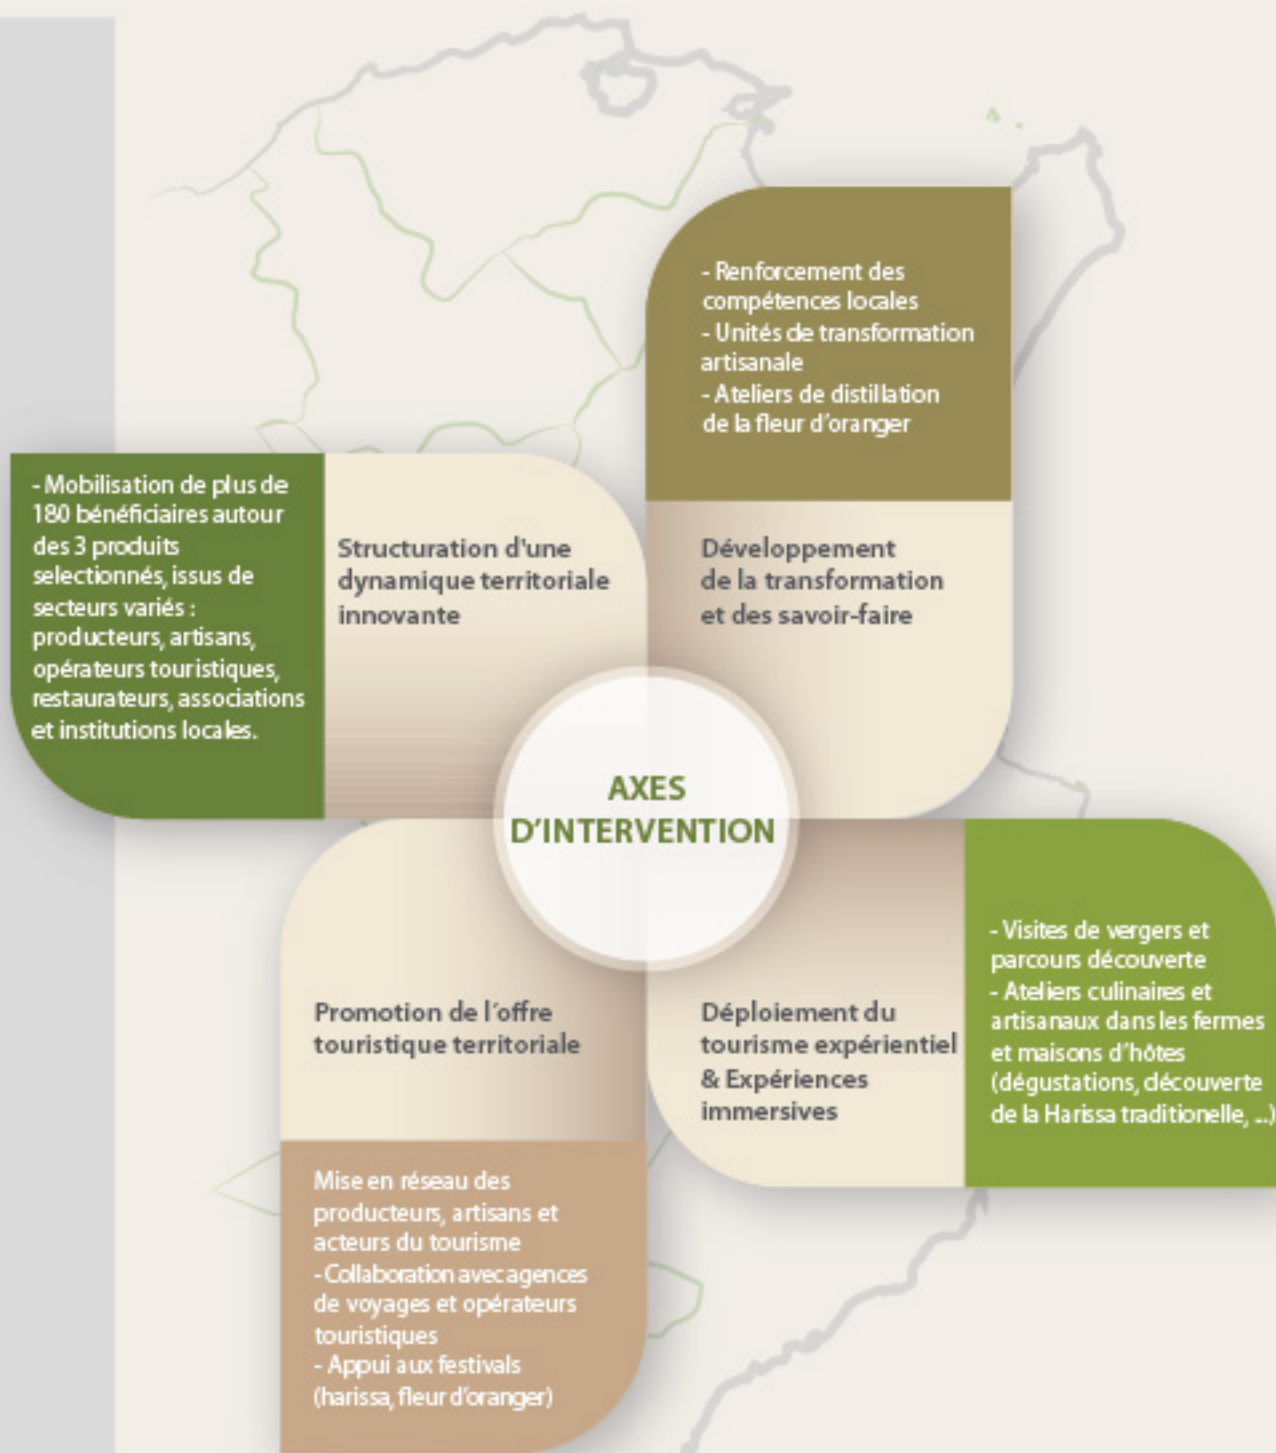 - Renforcement des
compétences locales
- Unités de transformation
artisanale
- Ateliers de distillation
de la fleur d'oranger
Développement
de la transformation
et des savoir-faire
- Mobilisation de plus de
180 bénéficiaires autour
des 3 produits
selectionnés, issus de
secteurs variés :
producteurs, artisans,
opérateurs touristiques,
restaurateurs, associations
et institutions locales.
Structuration d'une
dynamique territoriale
innovante
AXES
D'INTERVENTION
Promotion de l'offre
touristique territoriale
Mise en réseau des
producteurs, artisans et
acteurs du tourisme
- Collaboration avec agences
de voyages et opérateurs
touristiques
- Appui aux festivals
(harissa, fleur d'oranger)
Déploiement du
tourisme expérientiel
& Expériences
immersives
- Visites de vergers et
parcours découverte
- Ateliers culinaires et
artisanaux dans les fermes
et maisons d'hôtes
(dégustations, découverte
de la Harissa traditionelle, ...)